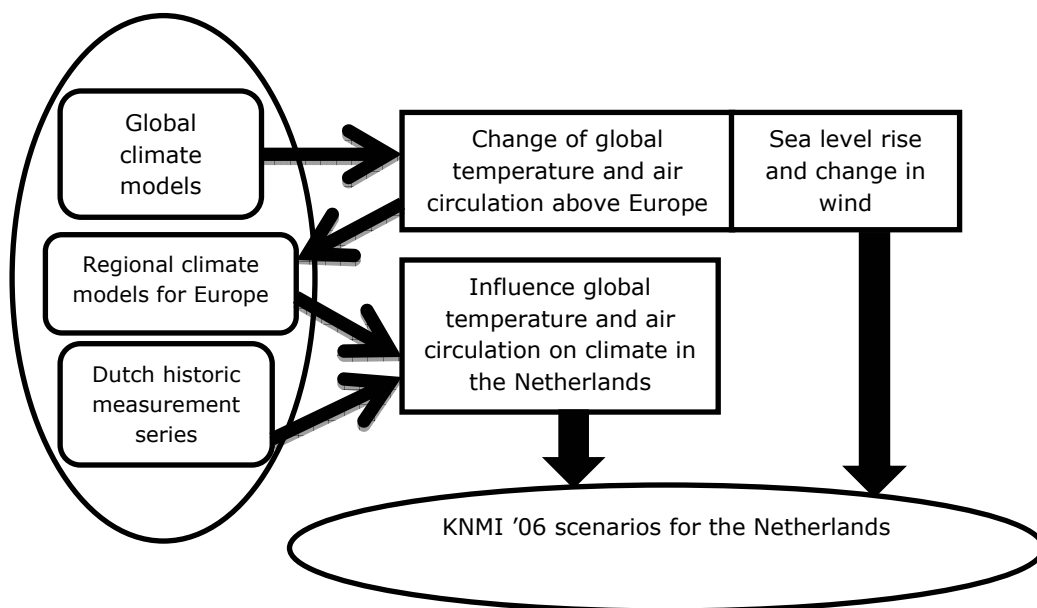 Global
climate
models
Change of global
temperature and air
circulation above Europe
Sea level rise
and change in
wind
Regional climate
models for Europe
Influence global
temperature and air
circulation on climate in
the Netherlands
Dutch historic
measurement
series
KNMI ’06 scenarios for the Netherlands